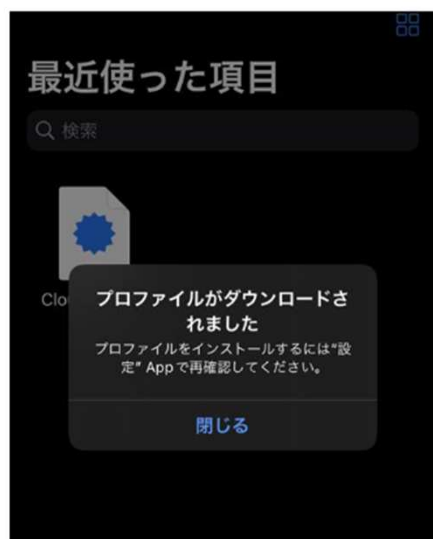 最近使った項目
検索
Clo
プロファイルがダウンロードさ
れました
プロファイルをインストールするには“設
定” Appで再確認してください。
閉じる